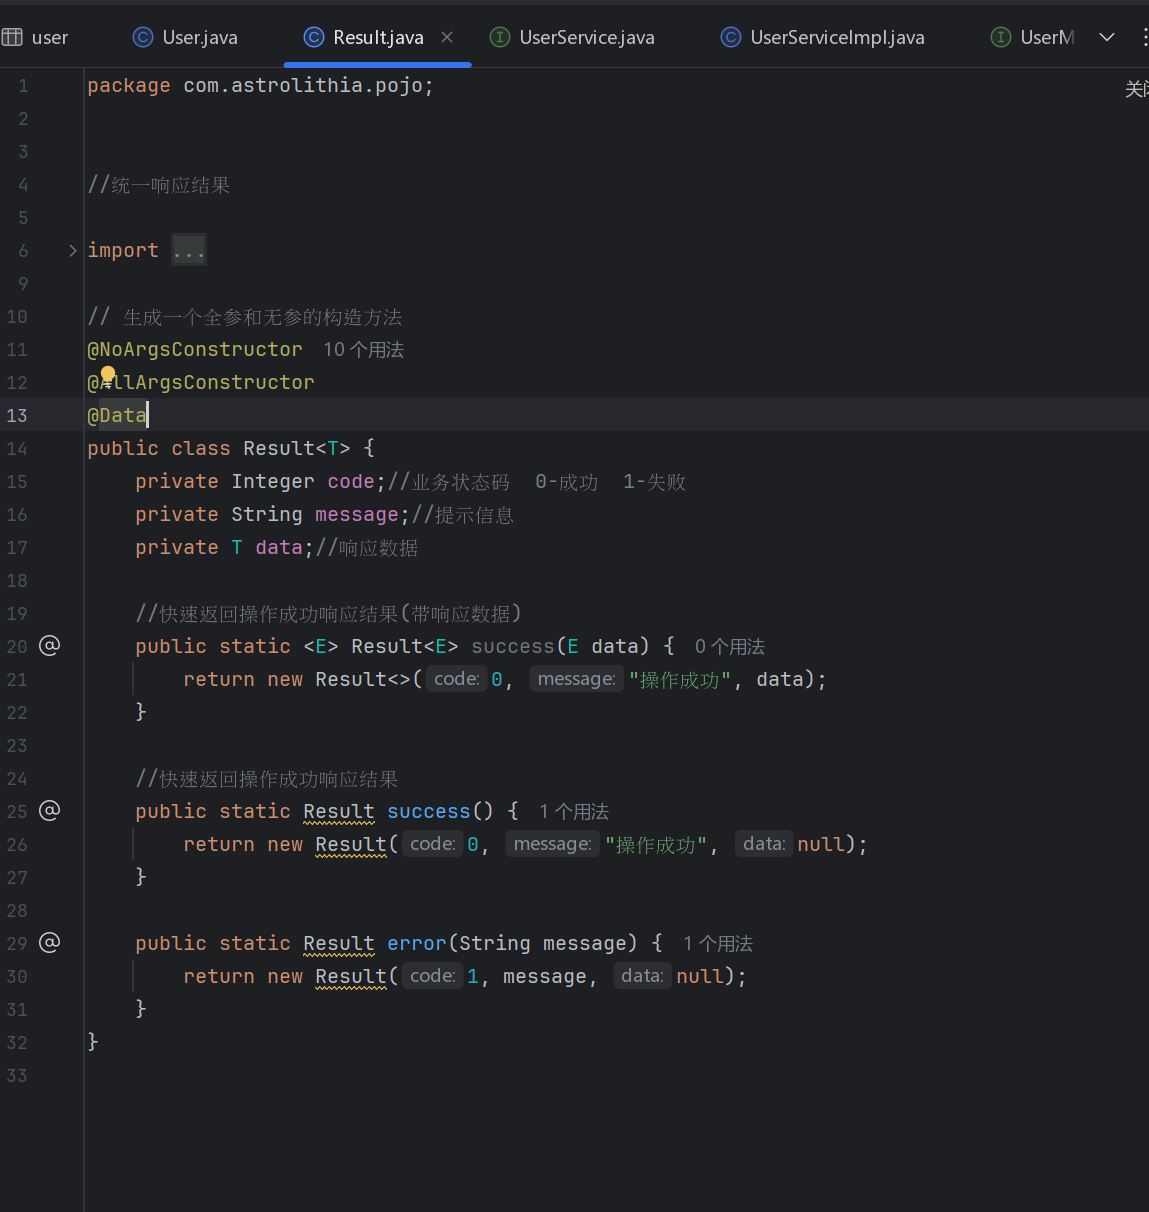 user User.java Result.java UserService.java UserServiceImpl.java UserM
1 package com.astrolithia.pojo;
关闭
2
3
4 //统一响应结果
5
6 import ...
9
10 // 生成一个全参和无参的构造方法
11 @NoArgsConstructor 10 个用法
12 @AllArgsConstructor
13 @Data
14 public class Result<T> {
15 private Integer code;//业务状态码 0-成功 1-失败
16 private String message;//提示信息
17 private T data;//响应数据
18
19 //快速返回操作成功响应结果(带响应数据)
20 public static <E> Result<E> success(E data) { 0 个用法
21 return new Result<>( code: 0, message: "操作成功", data);
22 }
23
24 //快速返回操作成功响应结果
25 public static Result success() { 1 个用法
26 return new Result( code: 0, message: "操作成功", data: null);
27 }
28
29 public static Result error(String message) { 1 个用法
30 return new Result( code: 1, message, data: null);
31 }
32 }
33